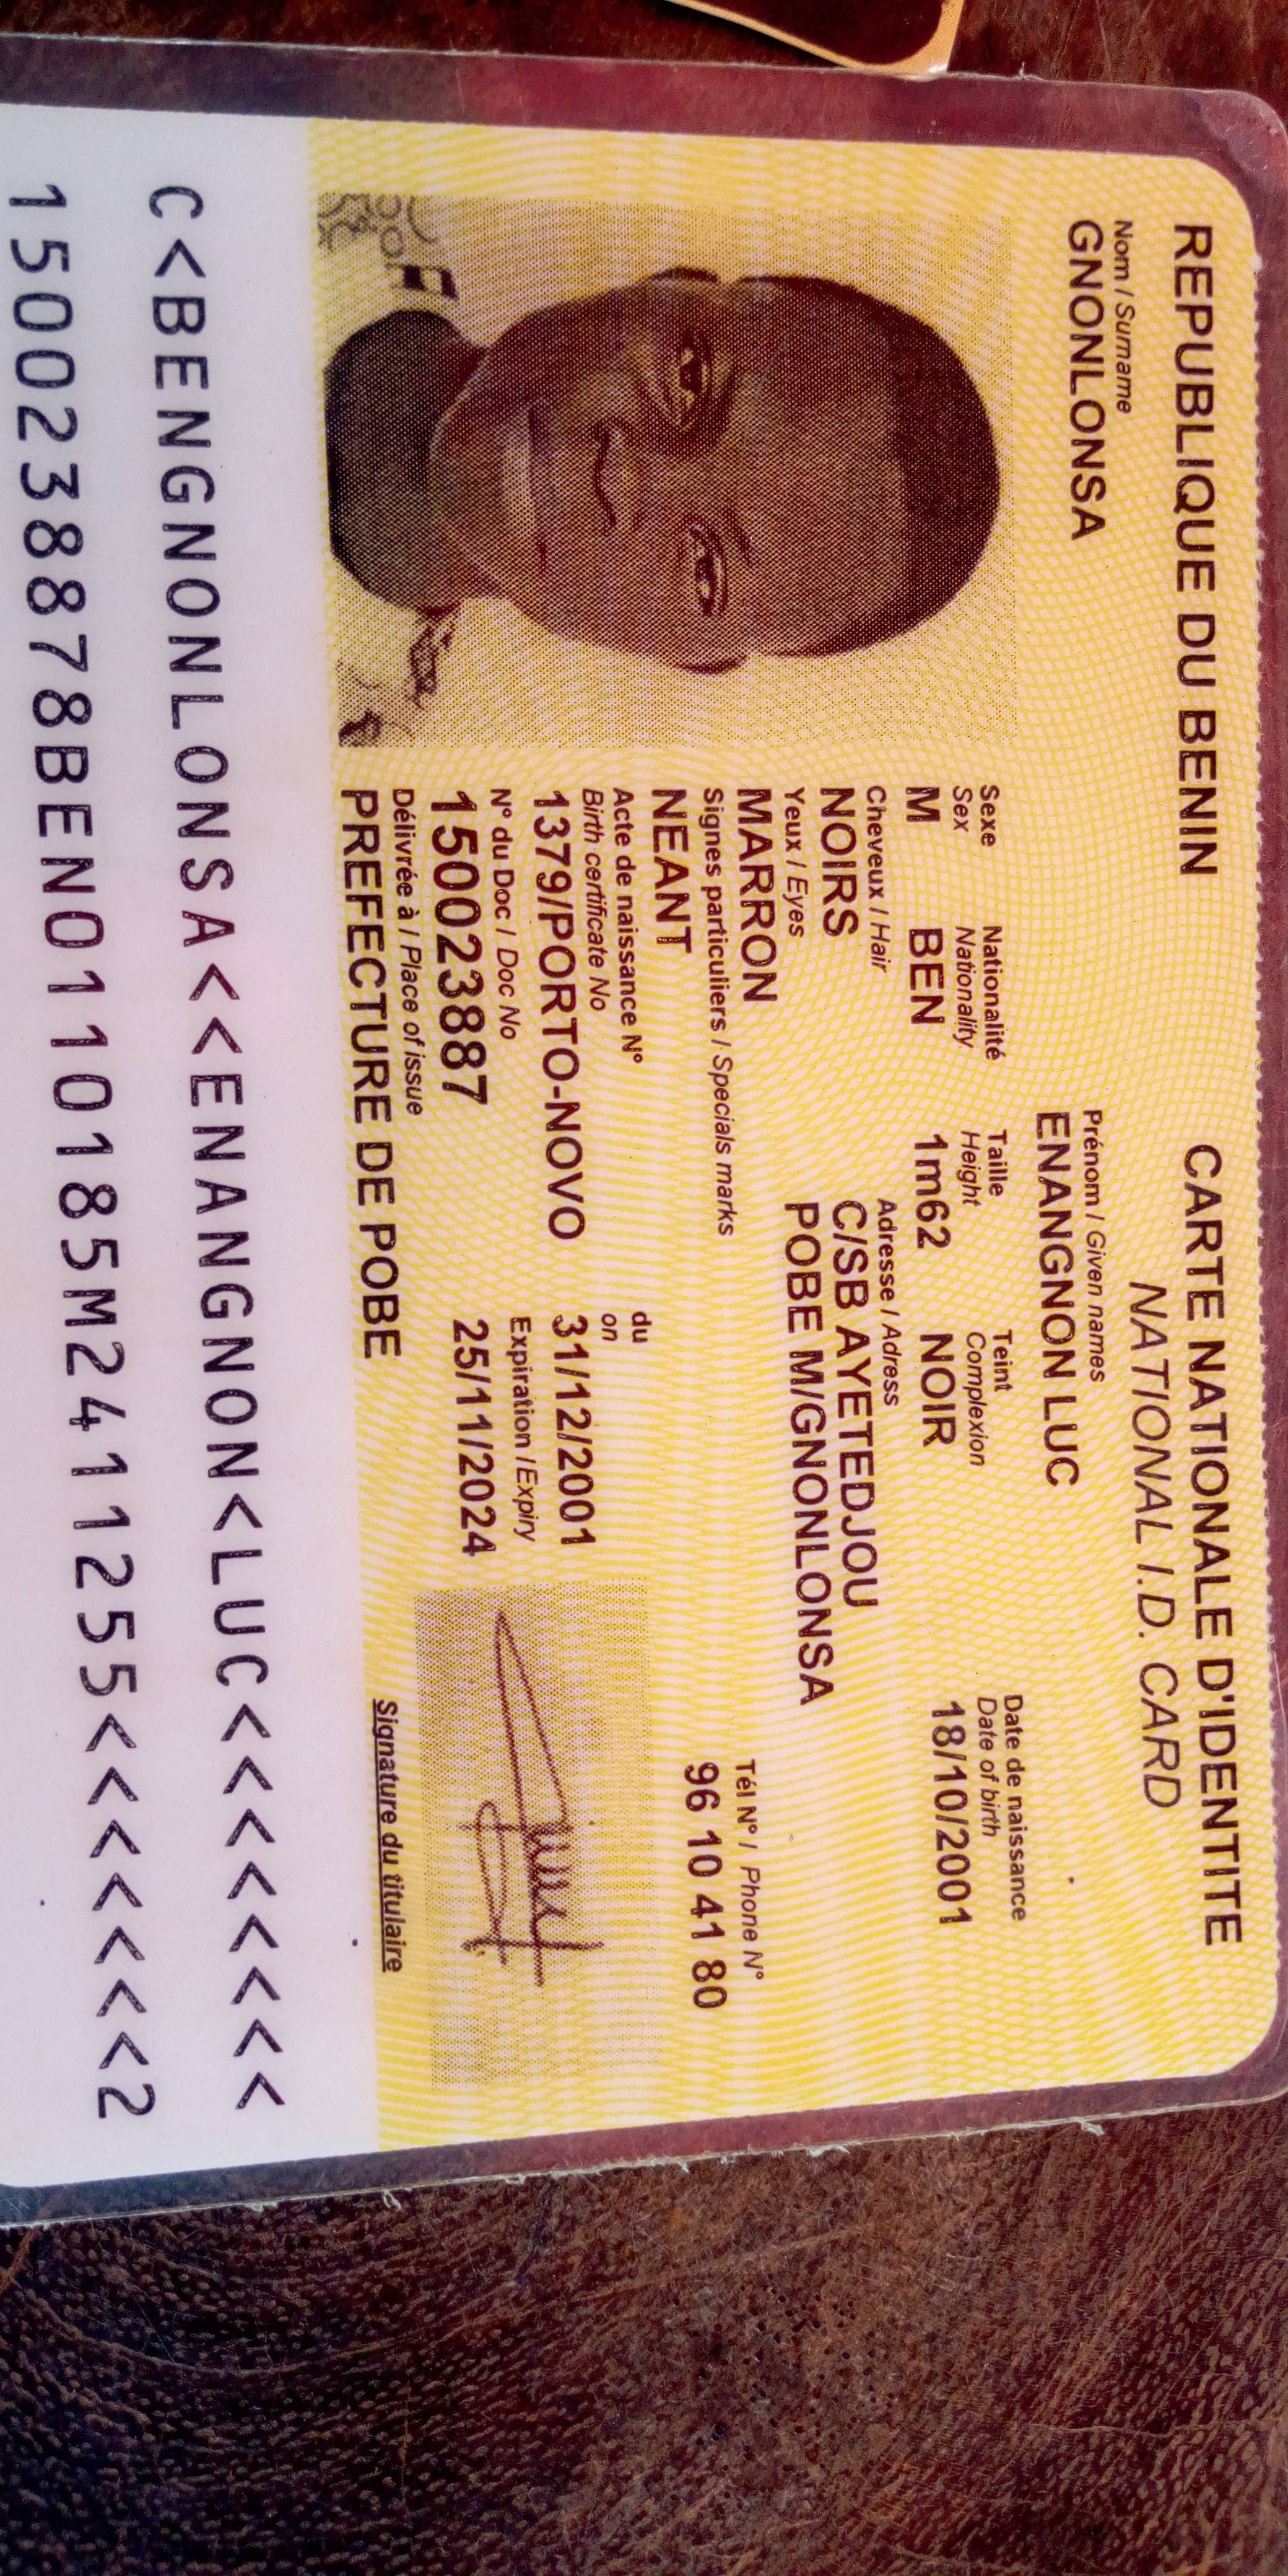 REPUBLIQUE DU BENIN
CARTE NATIONALE D'IDENTITE
NATIONAL I.D. CARD
Nom / Surname
GNONLONSA
Prénom / Given names
ENANGNON LUC
Sexe Nationalité Taille Teint Date de naissance
Sex Nationality Height Complexion Date of birth
M BEN 1m62 NOIR 18/10/2001
Cheveux / Hair
NOIRS
Adresse / Adress
C/SB AYETEDJOU
POBE M/GNONLONSA
Yeux / Eyes
MARRON
Signes particuliers / Specials marks
NEANT
Tél N° / Phone N°
96 10 41 80
Acte de naissance N° du
Birth certificate No on
1379/PORTO-NOVO 31/12/2001
N° du Doc / Doc No Expiration / Expiry
150023887 25/11/2024
Délivrée à / Place of issue
PREFECTURE DE POBE
Signature du titulaire
C<BENGNONLONSA<<ENANGNON<LUC<<<<<<<<
1500238878BEN0110185M2411255<<<<<<<2